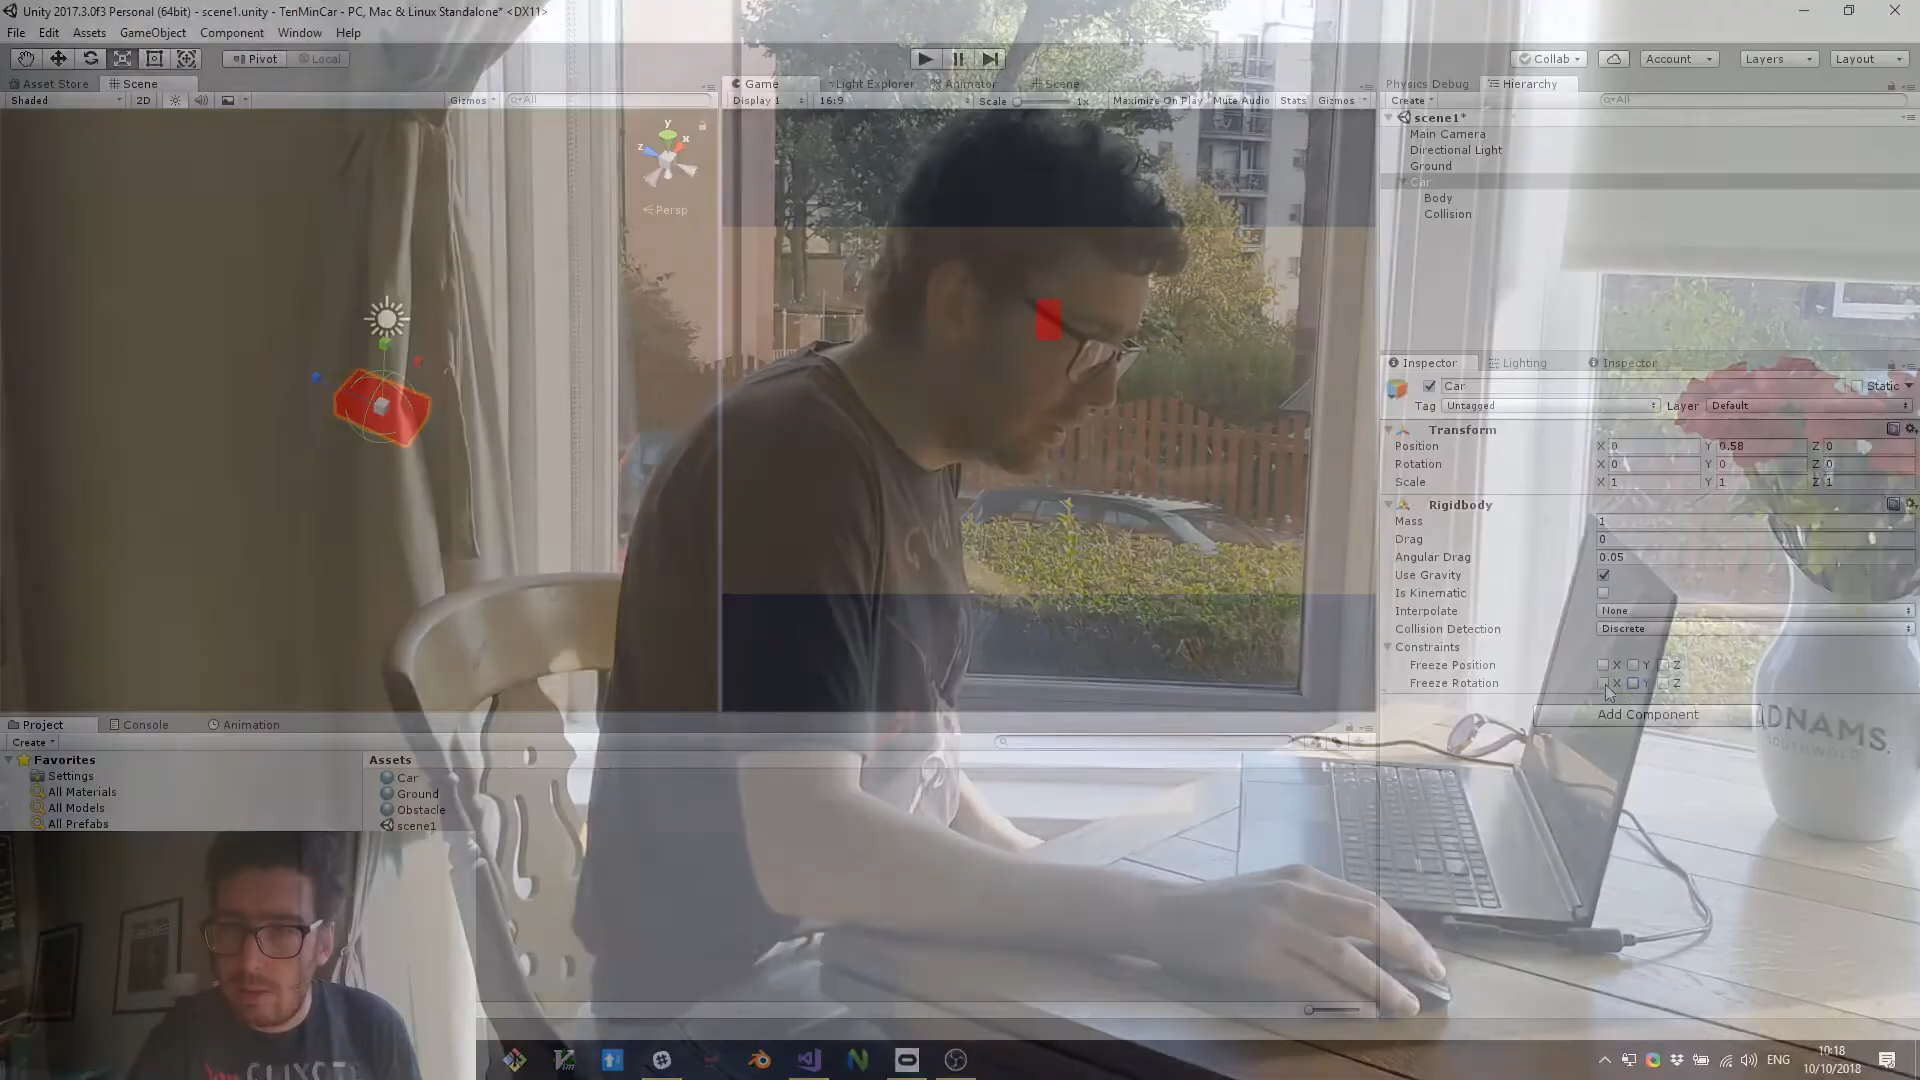 Unity 2017.3.0f3 Personal (64bit) - scene1.unity - TenMinCar - PC, Mac & Linux Standalone* <DX11>
File Edit Assets GameObject Component Window Help
Pivot Local
Collab Account Layers Layout
Asset Store Scene
Game Light Explorer Animator Scene
Physics Debug Hierarchy
Shaded 2D Gizmos All
Display 1 16:9 Scale 1x Maximize On Play Mute Audio Stats Gizmos
Create All
scene1*
Main Camera
Directional Light
Ground
Car
Body
Collision
y
x
z
Persp
Inspector Lighting Inspector
Car Static
Tag Untagged Layer Default
Transform
Position X 0 Y 0.58 Z 0
Rotation X 0 Y 0 Z 0
Scale X 1 Y 1 Z 1
Rigidbody
Mass 1
Drag 0
Angular Drag 0.05
Use Gravity
Is Kinematic
Interpolate None
Collision Detection Discrete
Constraints
Freeze Position X Y Z
Freeze Rotation X Y Z
Add Component
ADNAMS.
SOUTHWOLD
Project Console Animation
Create
Favorites
Settings
All Materials
All Models
All Prefabs
Assets
Car
Ground
Obstacle
scene1
ENG
10:18
10/10/2018